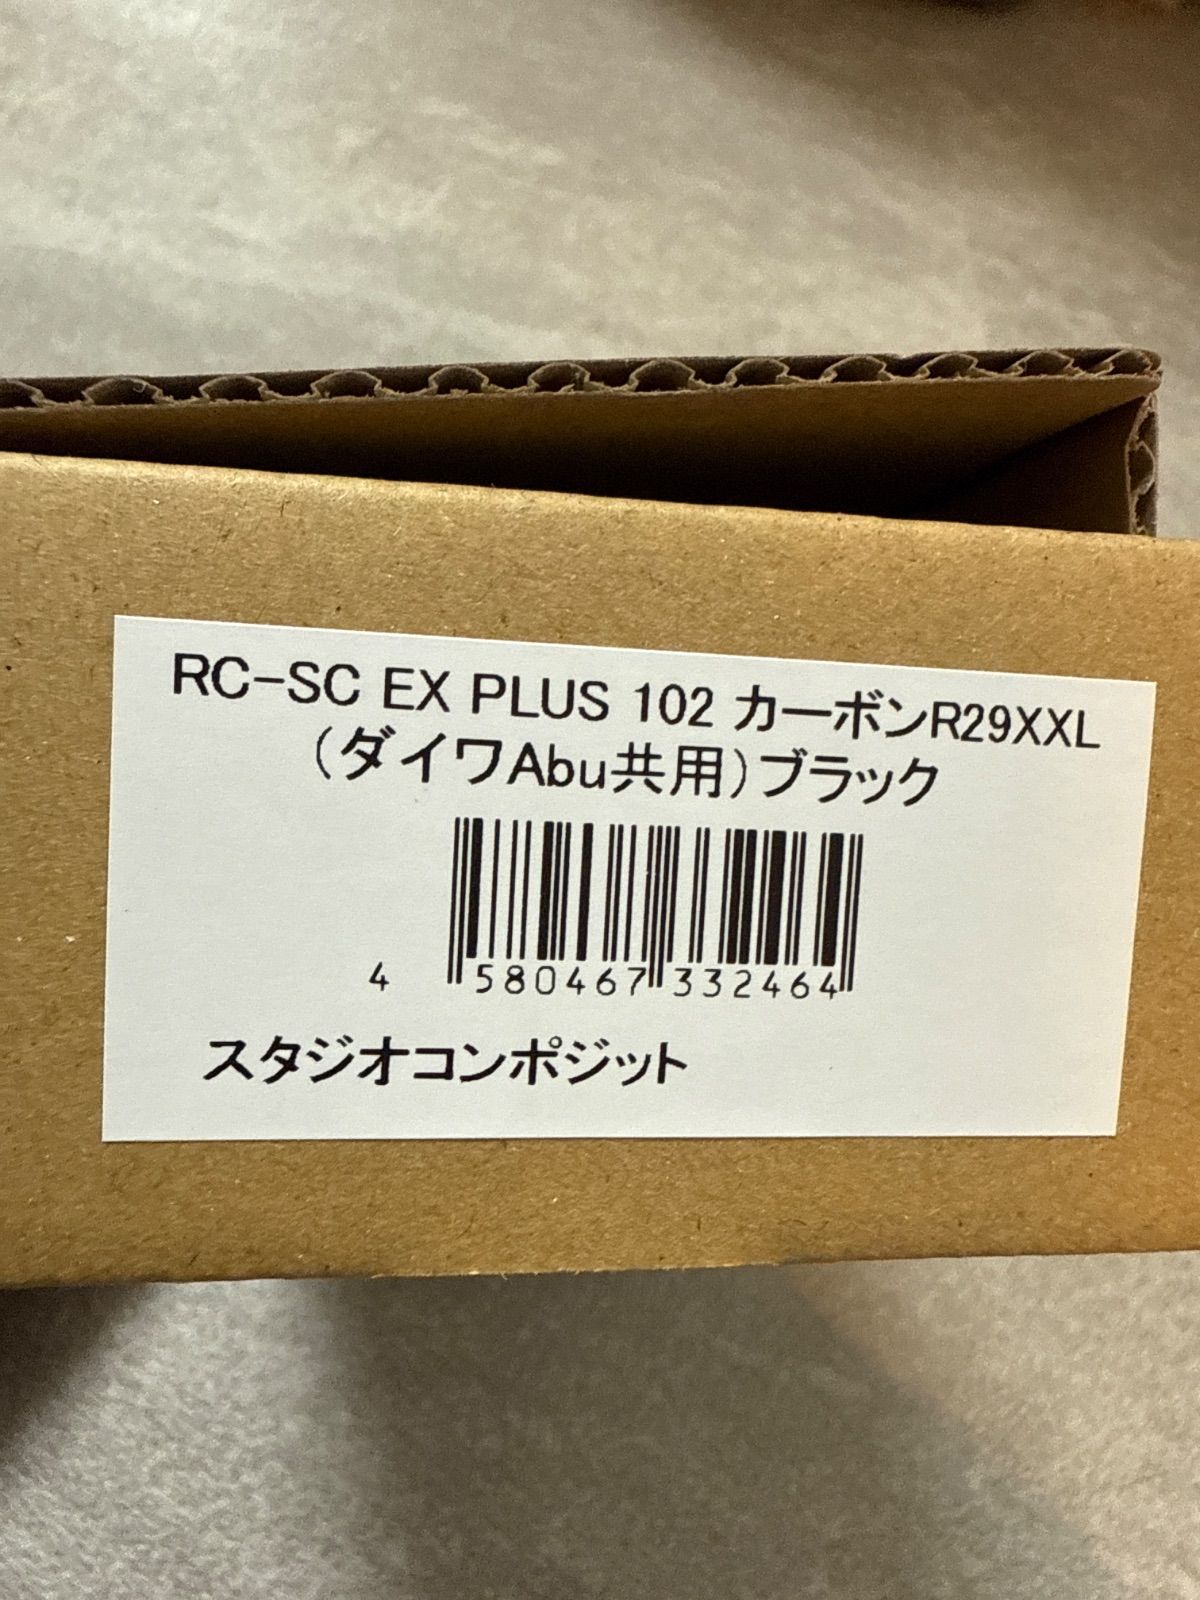 RC-SC EX PLUS 102 カーボンR29XXL
（ダイワAbu共用）ブラック
4 580467 332464
スタジオコンポジット